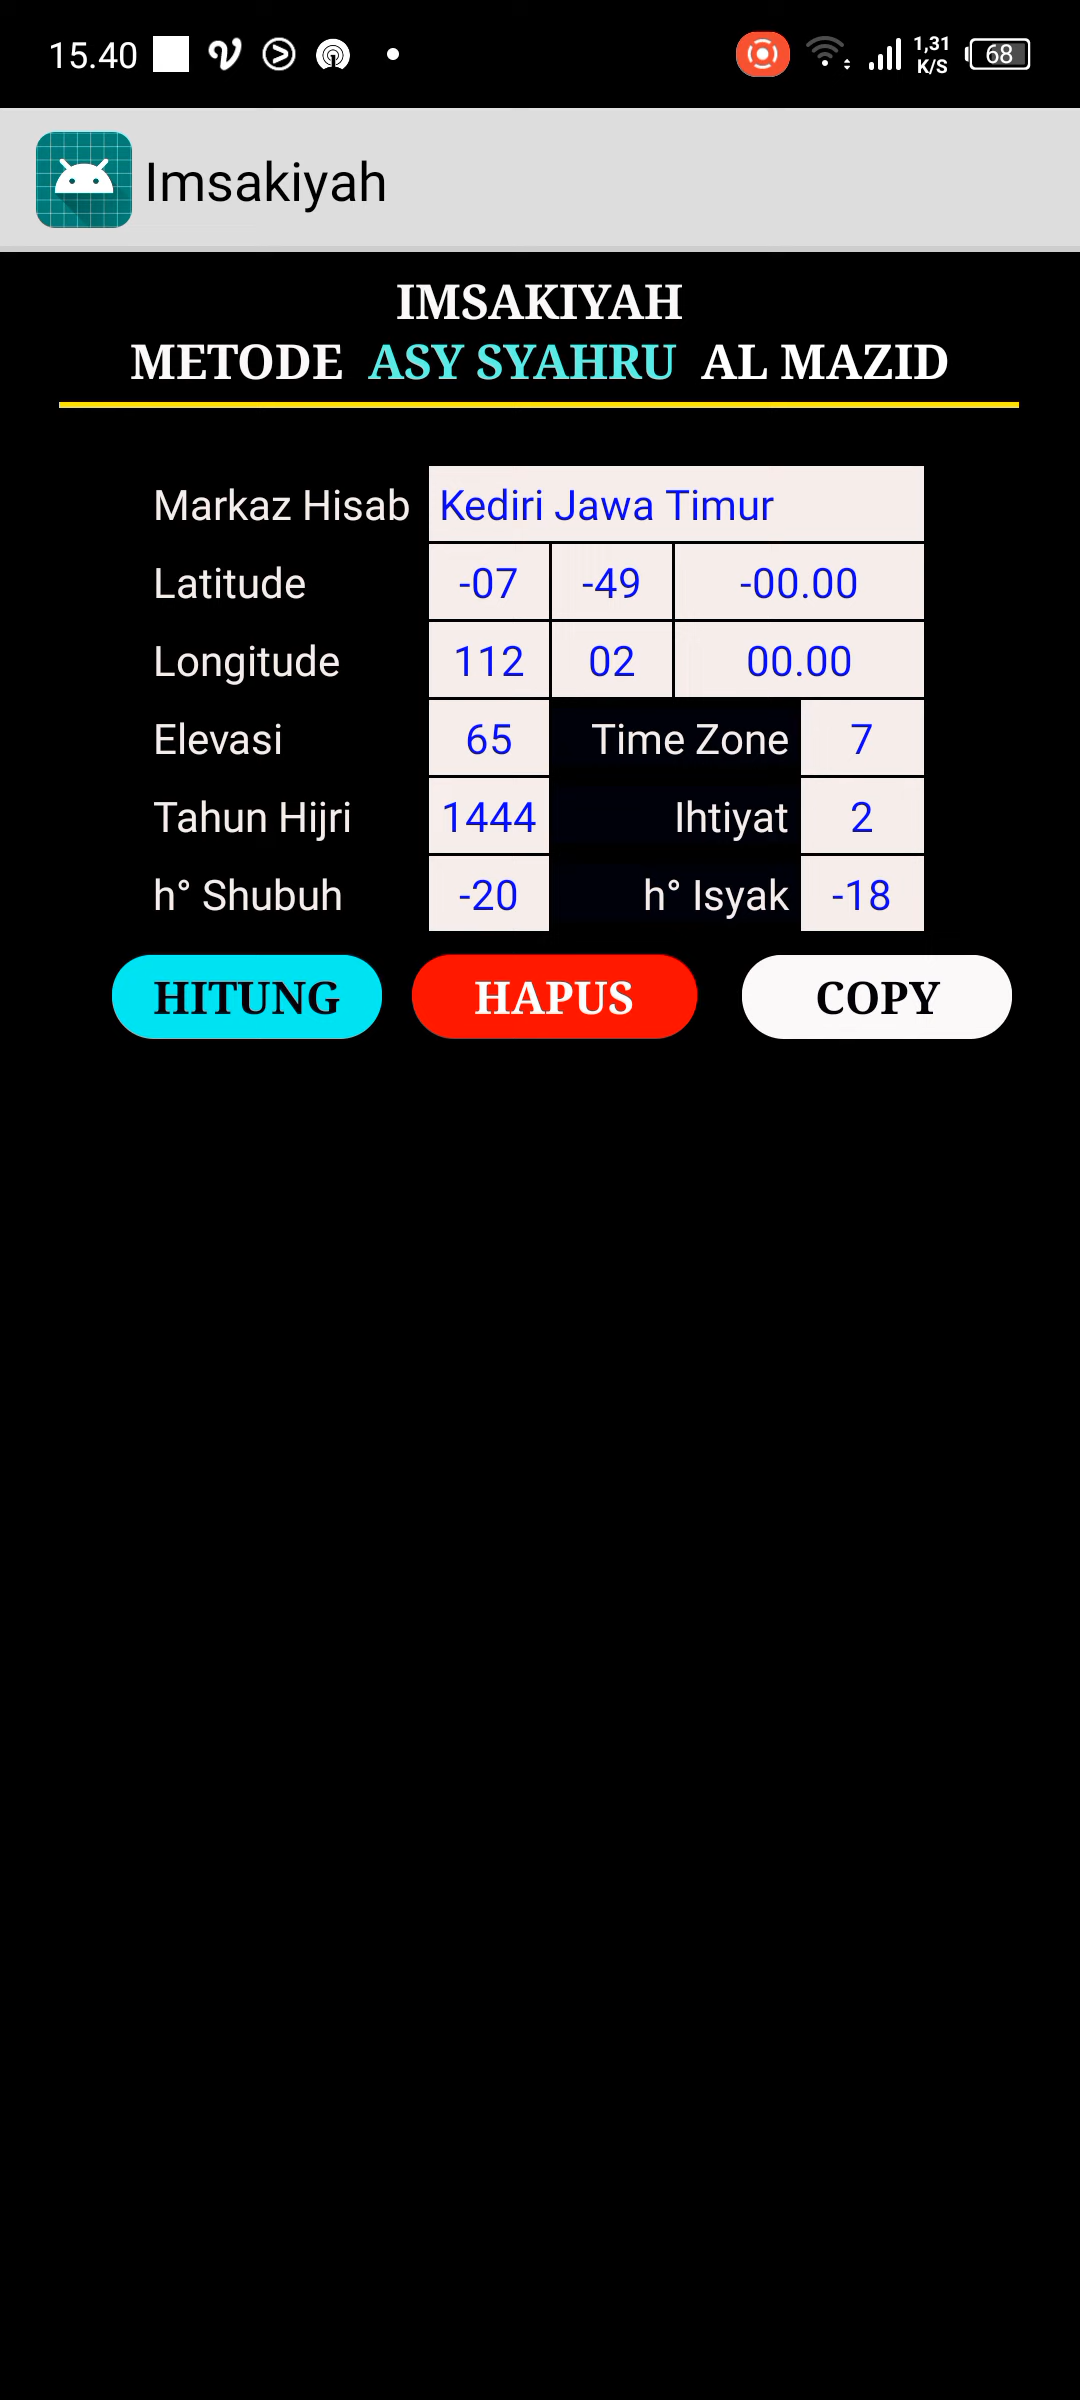 15.40
1,31
K/S
68
Imsakiyah
IMSAKIYAH
METODE ASY SYAHRU AL MAZID
Markaz Hisab Kediri Jawa Timur
Latitude -07 -49 -00.00
Longitude 112 02 00.00
Elevasi 65 Time Zone 7
Tahun Hijri 1444 Ihtiyat 2
h° Shubuh -20 h° Isyak -18
HITUNG HAPUS COPY